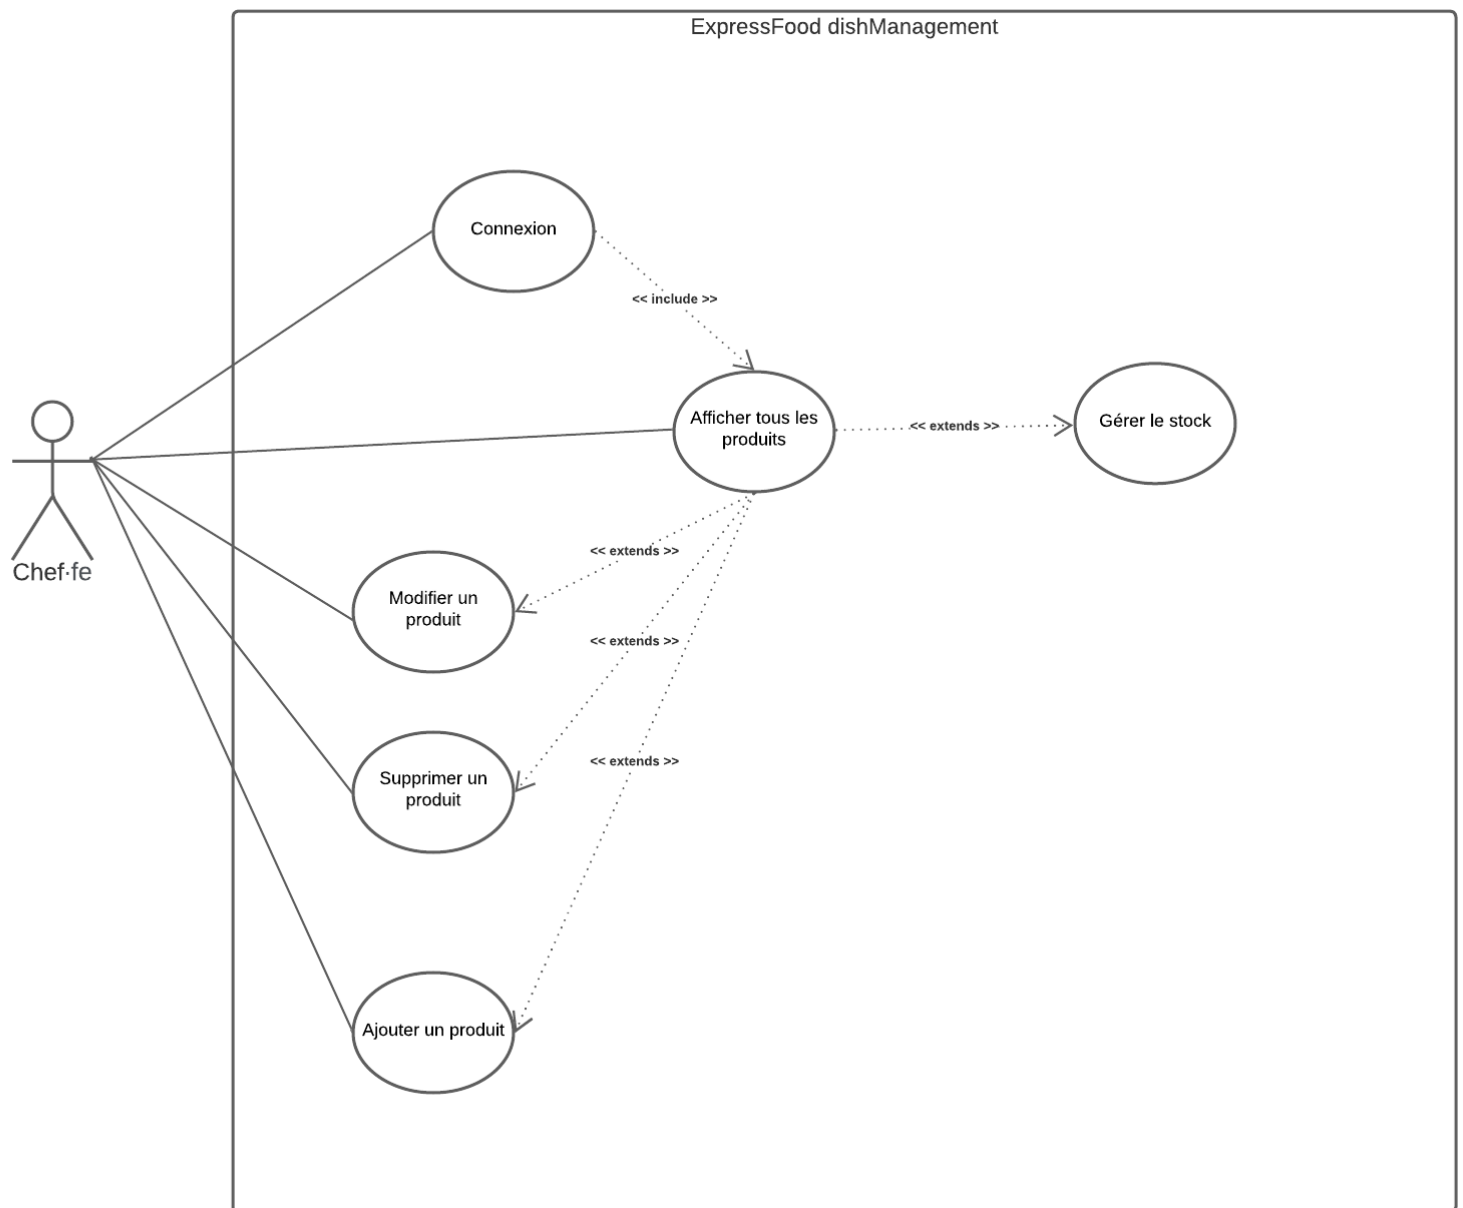 ExpressFood dishManagement
Connexion
<< include >>
Afficher tous les
produits
<< extends >>
Gérer le stock
Chef·fe
<< extends >>
Modifier un
produit
<< extends >>
Supprimer un
produit
<< extends >>
Ajouter un produit